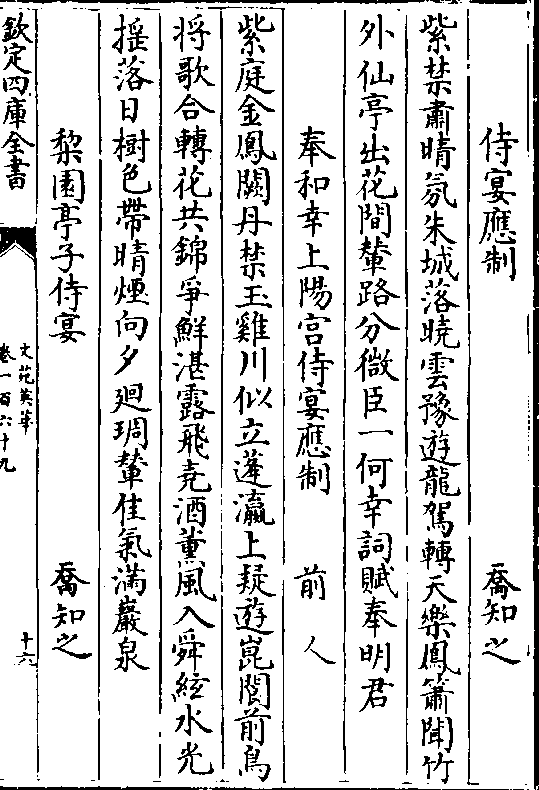 侍宴應制 喬知之
紫禁肅晴氛朱城落曉雲豫遊龍駕轉天樂鳳簫聞竹
外仙亭出花間輦路分微臣一何幸詞賦奉明君
奉和幸上陽宮侍宴應制 前人
紫庭金鳳闕丹禁玉雞川似立蓬瀛上疑遊崑閬前鳥
将歌合轉花共錦爭鮮湛露飛堯酒薫風入舜絃水光
揺落日樹色帶晴煙向夕廻琱輦佳氣滿巖泉
棃園亭子侍宴 喬知之
欽定四庫全書
文苑英華
卷一百六十九
十六